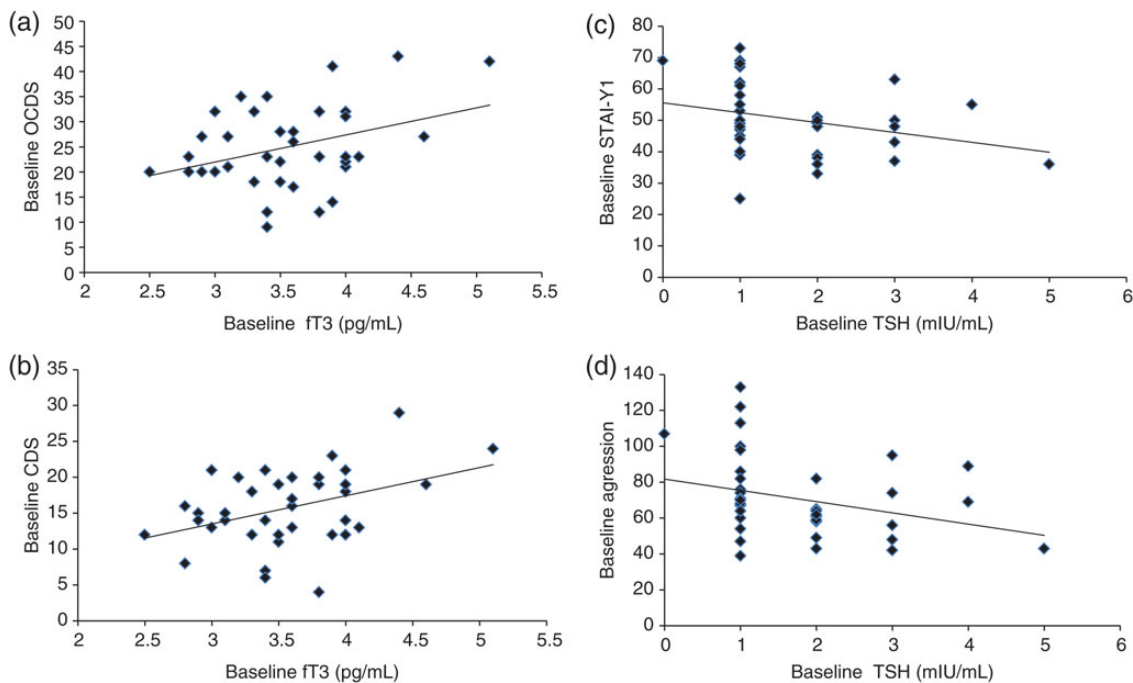 (a)
50
45
40
35
30
25
20
15
10
5
0
Baseline OCDS
2 2.5 3 3.5 4 4.5 5 5.5
Baseline fT3 (pg/mL)
(c)
80
70
60
50
40
30
20
10
0
Baseline STAI-Y1
0 1 2 3 4 5 6
Baseline TSH (mIU/mL)
(b)
35
30
25
20
15
10
5
0
Baseline CDS
2 2.5 3 3.5 4 4.5 5 5.5
Baseline fT3 (pg/mL)
(d)
140
120
100
80
60
40
20
0
Baseline agression
0 1 2 3 4 5 6
Baseline TSH (mIU/mL)